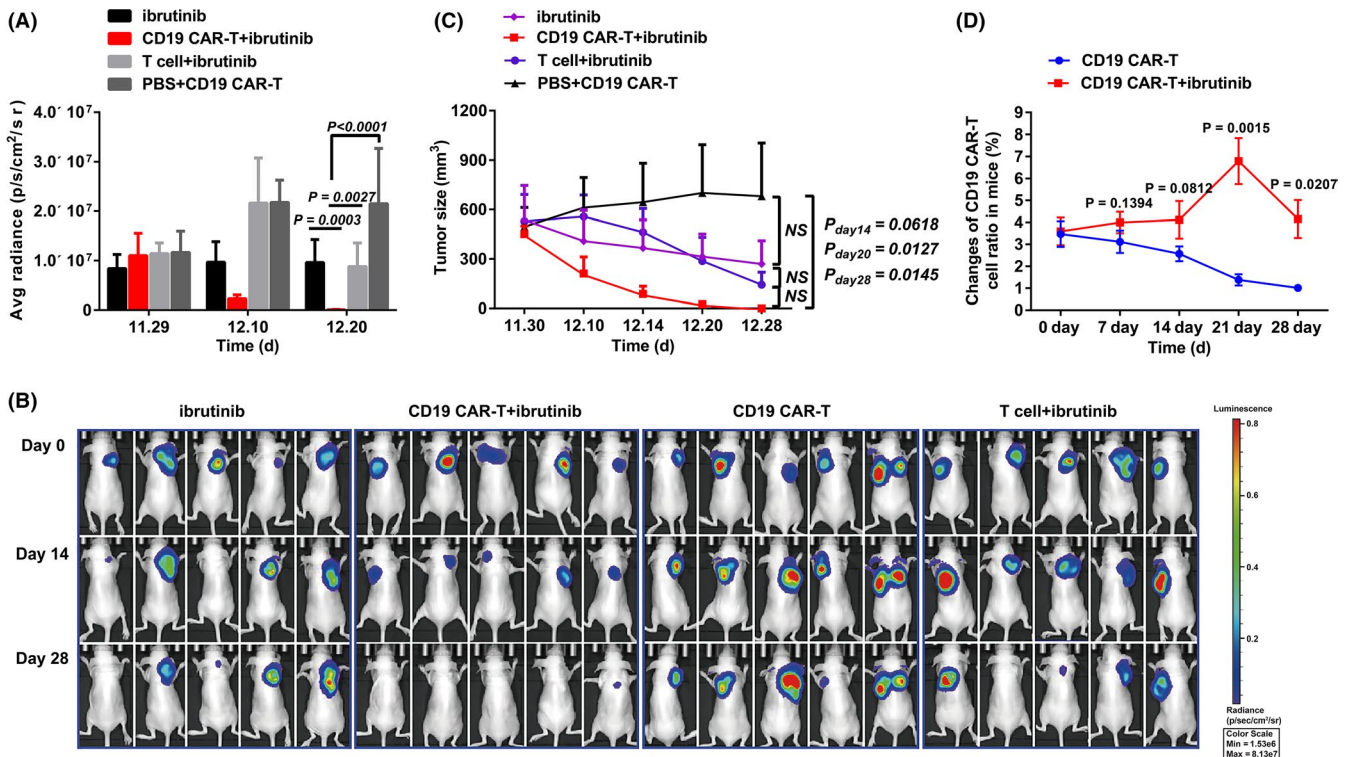 (A)
ibrutinib
CD19 CAR-T+ibrutinib
T cell+ibrutinib
PBS+CD19 CAR-T
Avg radiance (p/s/cm²/s r)
4.0´ 10⁷
3.0´ 10⁷
2.0´ 10⁷
1.0´ 10⁷
0
P<0.0001
P = 0.0027
P = 0.0003
11.29 12.10 12.20
Time (d)
(C)
ibrutinib
CD19 CAR-T+ibrutinib
T cell+ibrutinib
PBS+CD19 CAR-T
Tumor size (mm³)
1200
900
600
300
0
NS
NS
NS
Pday14 = 0.0618
Pday20 = 0.0127
Pday28 = 0.0145
11.30 12.10 12.14 12.20 12.28
Time (d)
(D)
CD19 CAR-T
CD19 CAR-T+ibrutinib
Changes of CD19 CAR-T
cell ratio in mice (%)
9
8
7
6
5
4
3
2
1
0
P = 0.1394
P = 0.0812
P = 0.0015
P = 0.0207
0 day 7 day 14 day 21 day 28 day
Time (d)
(B)
ibrutinib CD19 CAR-T+ibrutinib CD19 CAR-T T cell+ibrutinib
Day 0
Day 14
Day 28
Luminescence
0.8
0.6
0.4
0.2
Radiance
(p/sec/cm²/sr)
Color Scale
Min = 1.53e6
Max = 8.13e7